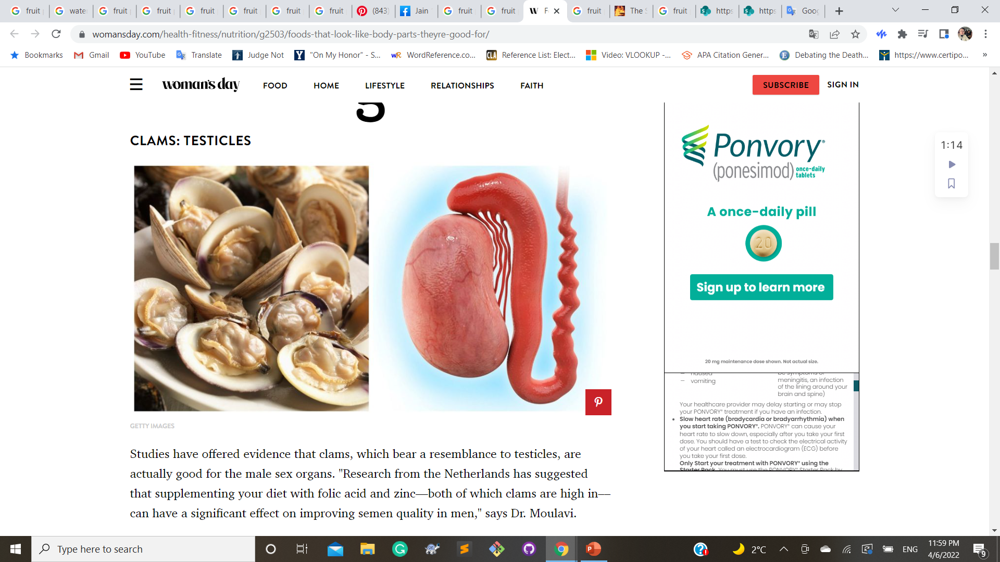 fruit
wate
fruit
fruit
fruit
fruit
fruit
fruit
(843)
Jain
fruit
fruit
W
F
fruit
The S
fruit
https
https
Goo
womansday.com/health-fitness/nutrition/g2503/foods-that-look-like-body-parts-theyre-good-for/
Bookmarks
Gmail
YouTube
Translate
Judge Not
"On My Honor" - S...
WordReference.co...
Reference List: Elect...
Video: VLOOKUP -...
APA Citation Gener...
Debating the Death...
https://www.certipo...
»
woman's day
FOOD
HOME
LIFESTYLE
RELATIONSHIPS
FAITH
SUBSCRIBE
SIGN IN
CLAMS: TESTICLES
GETTY IMAGES
Studies have offered evidence that clams, which bear a resemblance to testicles, are
actually good for the male sex organs. "Research from the Netherlands has suggested
that supplementing your diet with folic acid and zinc—both of which clams are high in—
can have a significant effect on improving semen quality in men," says Dr. Moulavi.
Ponvory®
(ponesimod) once-daily
tablets
A once-daily pill
20
Sign up to learn more
20 mg maintenance dose shown. Not actual size.
– nausea
– vomiting
be symptoms of
meningitis, an infection
of the lining around your
brain and spine)
Your healthcare provider may delay starting or may stop
your PONVORY® treatment if you have an infection.
• Slow heart rate (bradycardia or bradyarrhythmia) when
you start taking PONVORY®. PONVORY® can cause your
heart rate to slow down, especially after you take your first
dose. You should have a test to check the electrical activity
of your heart called an electrocardiogram (ECG) before
you take your first dose.
Only Start your treatment with PONVORY® using the
Starter Pack. You must use the PONVORY® Starter Pack by
1:14
Type here to search
2°C
ENG
11:59 PM
4/6/2022
9